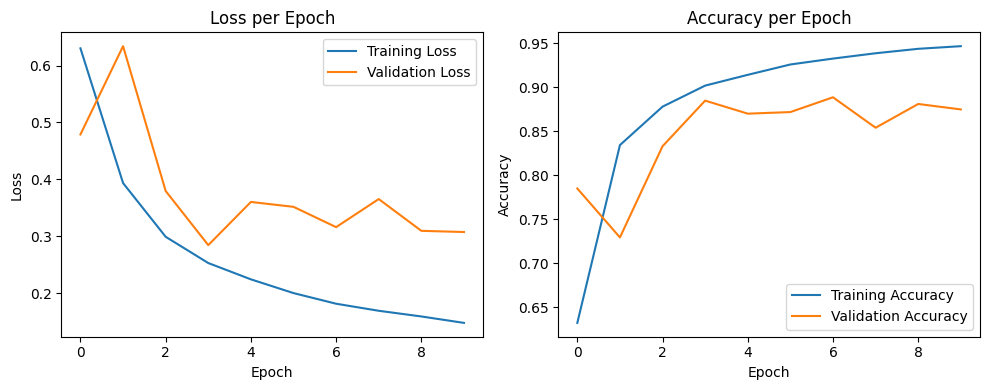 Loss per Epoch
Training Loss
Validation Loss
0.6
0.5
0.4
0.3
0.2
Loss
0 2 4 6 8
Epoch
Accuracy per Epoch
0.95
0.90
0.85
0.80
0.75
0.70
0.65
Accuracy
Training Accuracy
Validation Accuracy
0 2 4 6 8
Epoch